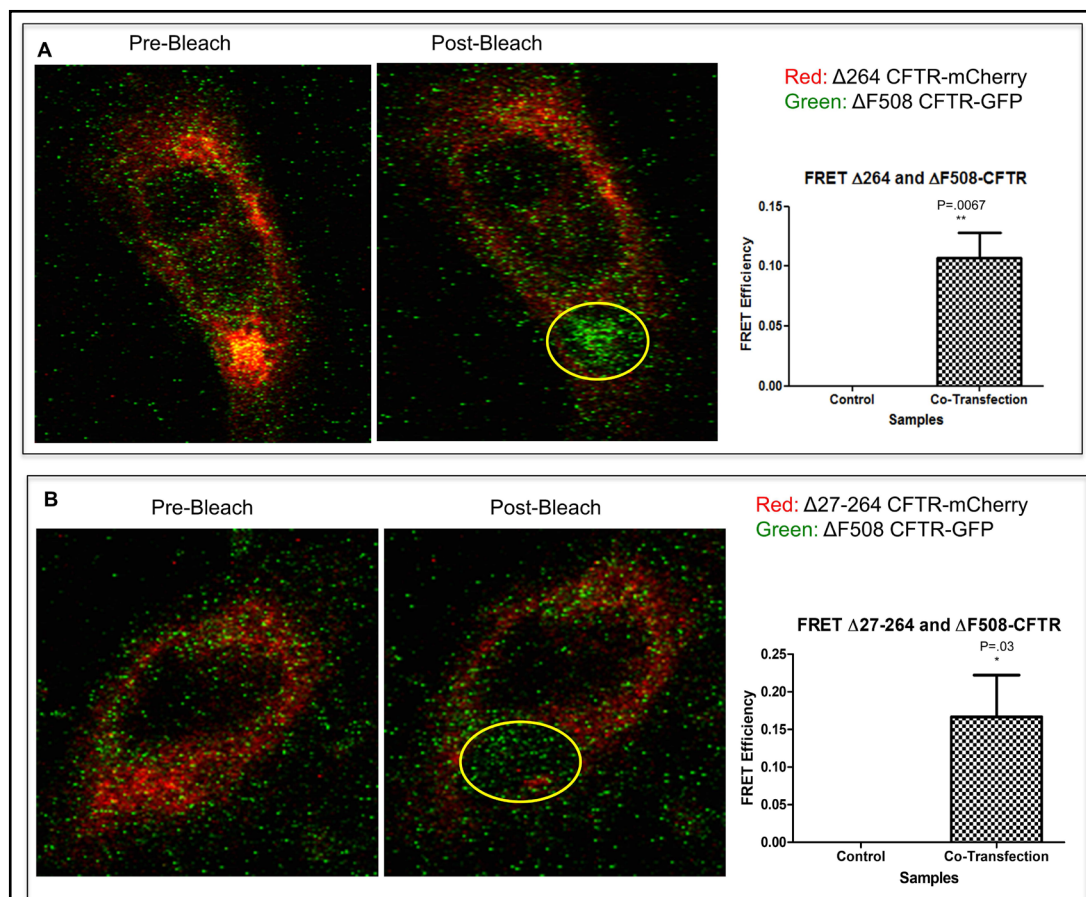 A
Pre-Bleach
Post-Bleach
Red: Δ264 CFTR-mCherry
Green: ΔF508 CFTR-GFP
FRET Δ264 and ΔF508-CFTR
P=.0067
**
0.15
0.10
0.05
0.00
FRET Efficiency
Control
Co-Transfection
Samples
B
Pre-Bleach
Post-Bleach
Red: Δ27-264 CFTR-mCherry
Green: ΔF508 CFTR-GFP
FRET Δ27-264 and ΔF508-CFTR
P=.03
*
0.25
0.20
0.15
0.10
0.05
0.00
FRET Efficiency
Control
Co-Transfection
Samples